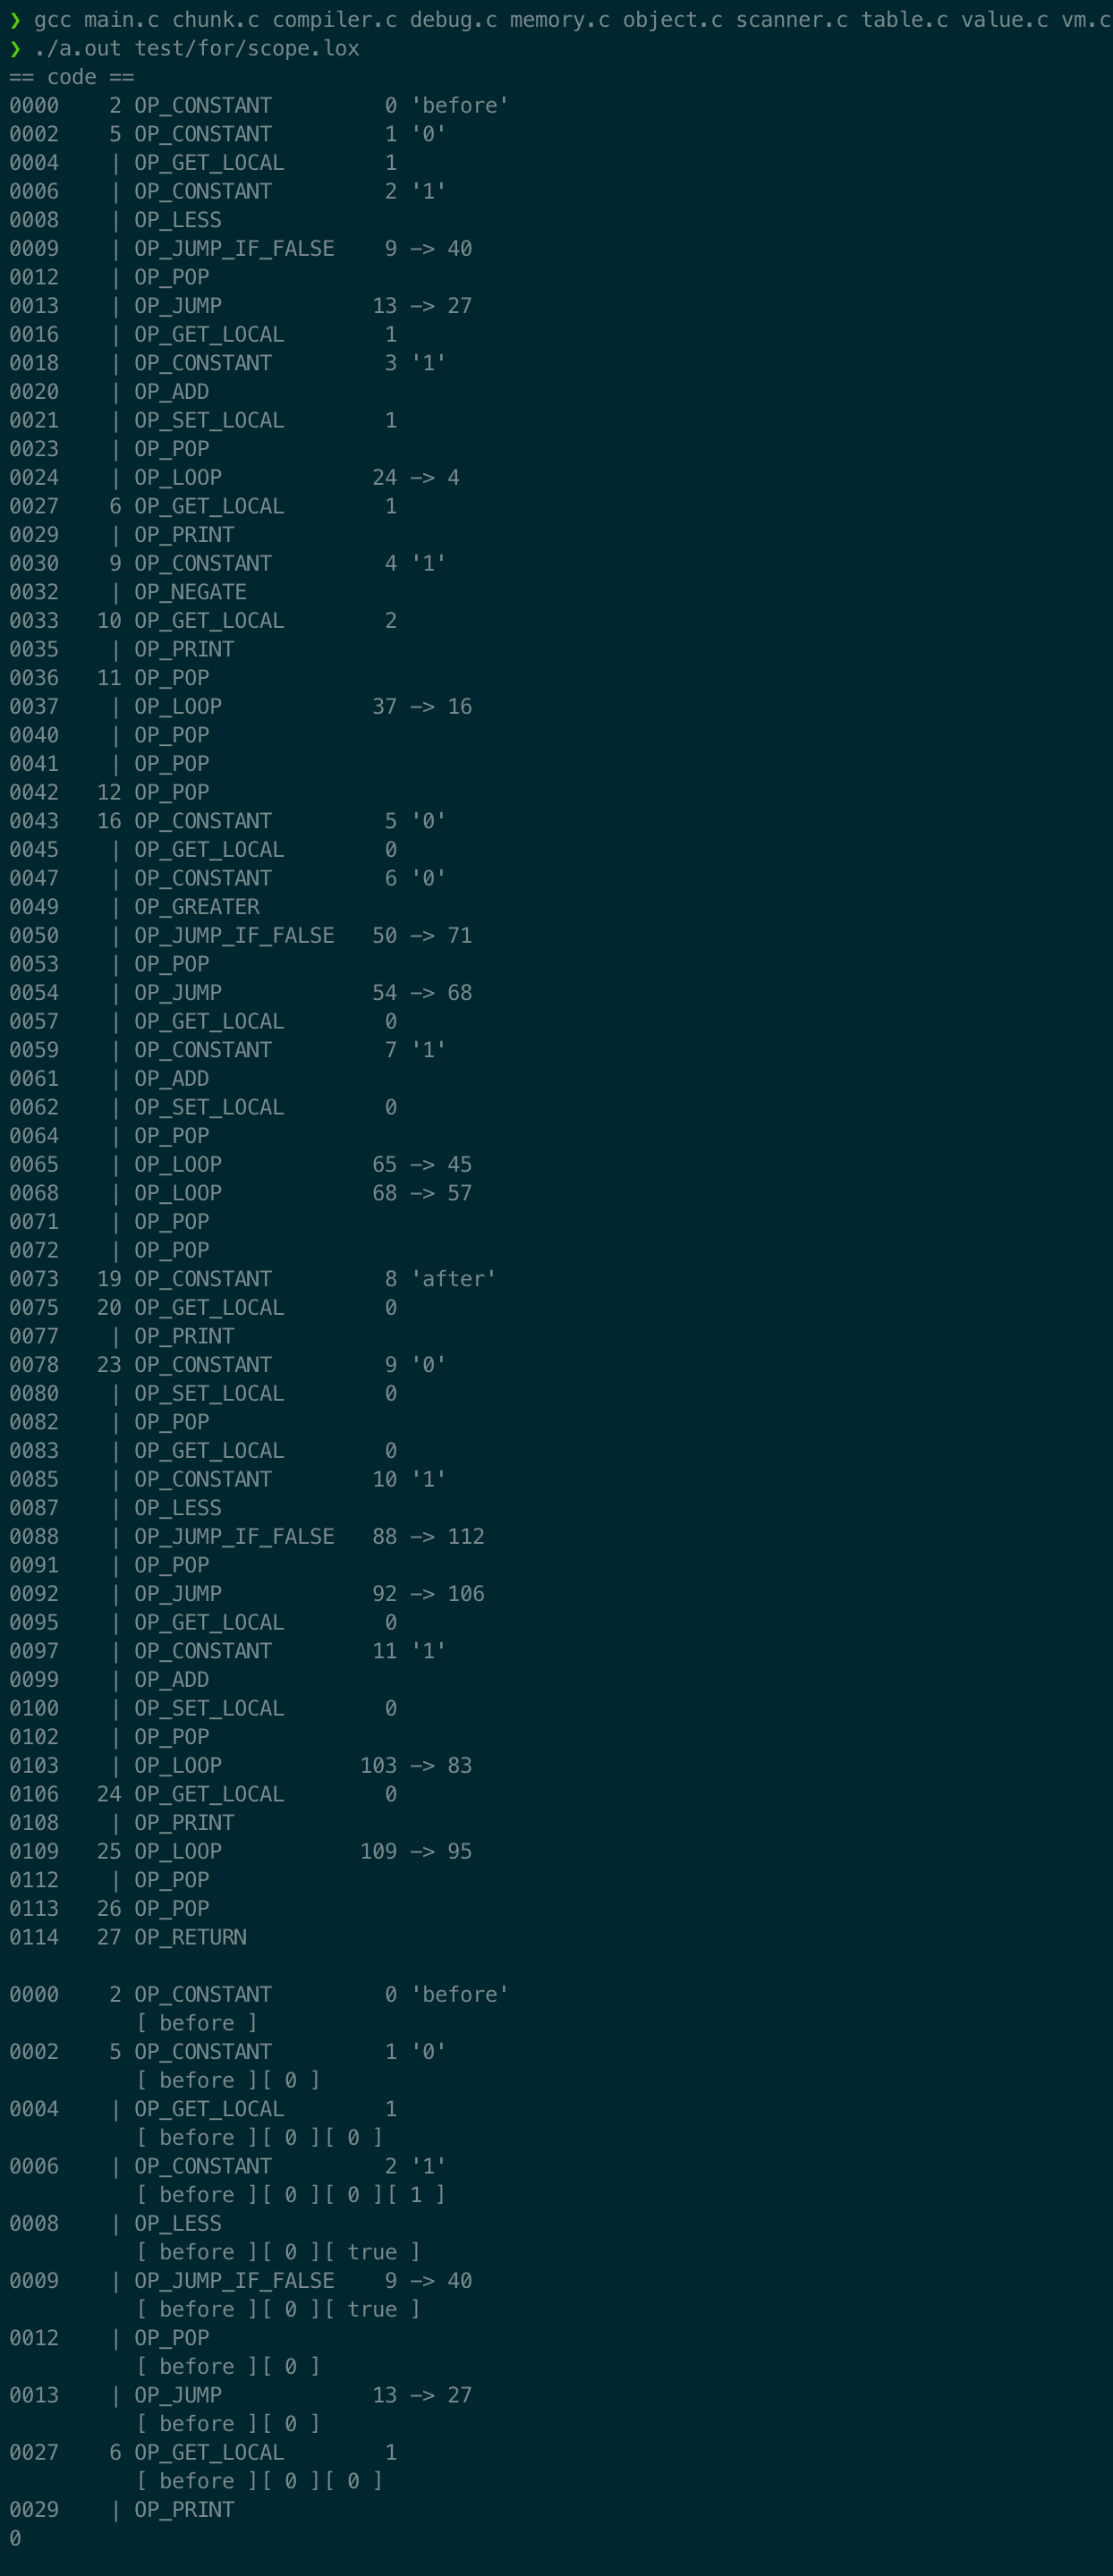 ❯ gcc main.c chunk.c compiler.c debug.c memory.c object.c scanner.c table.c value.c vm.c
❯ ./a.out test/for/scope.lox
== code ==
0000    2 OP_CONSTANT         0 'before'
0002    5 OP_CONSTANT         1 '0'
0004    | OP_GET_LOCAL        1
0006    | OP_CONSTANT         2 '1'
0008    | OP_LESS
0009    | OP_JUMP_IF_FALSE    9 -> 40
0012    | OP_POP
0013    | OP_JUMP            13 -> 27
0016    | OP_GET_LOCAL        1
0018    | OP_CONSTANT         3 '1'
0020    | OP_ADD
0021    | OP_SET_LOCAL        1
0023    | OP_POP
0024    | OP_LOOP            24 -> 4
0027    6 OP_GET_LOCAL        1
0029    | OP_PRINT
0030    9 OP_CONSTANT         4 '1'
0032    | OP_NEGATE
0033   10 OP_GET_LOCAL        2
0035    | OP_PRINT
0036   11 OP_POP
0037    | OP_LOOP            37 -> 16
0040    | OP_POP
0041    | OP_POP
0042   12 OP_POP
0043   16 OP_CONSTANT         5 '0'
0045    | OP_GET_LOCAL        0
0047    | OP_CONSTANT         6 '0'
0049    | OP_GREATER
0050    | OP_JUMP_IF_FALSE   50 -> 71
0053    | OP_POP
0054    | OP_JUMP            54 -> 68
0057    | OP_GET_LOCAL        0
0059    | OP_CONSTANT         7 '1'
0061    | OP_ADD
0062    | OP_SET_LOCAL        0
0064    | OP_POP
0065    | OP_LOOP            65 -> 45
0068    | OP_LOOP            68 -> 57
0071    | OP_POP
0072    | OP_POP
0073   19 OP_CONSTANT         8 'after'
0075   20 OP_GET_LOCAL        0
0077    | OP_PRINT
0078   23 OP_CONSTANT         9 '0'
0080    | OP_SET_LOCAL        0
0082    | OP_POP
0083    | OP_GET_LOCAL        0
0085    | OP_CONSTANT        10 '1'
0087    | OP_LESS
0088    | OP_JUMP_IF_FALSE   88 -> 112
0091    | OP_POP
0092    | OP_JUMP            92 -> 106
0095    | OP_GET_LOCAL        0
0097    | OP_CONSTANT        11 '1'
0099    | OP_ADD
0100    | OP_SET_LOCAL        0
0102    | OP_POP
0103    | OP_LOOP           103 -> 83
0106   24 OP_GET_LOCAL        0
0108    | OP_PRINT
0109   25 OP_LOOP           109 -> 95
0112    | OP_POP
0113   26 OP_POP
0114   27 OP_RETURN

0000    2 OP_CONSTANT         0 'before'
          [ before ]
0002    5 OP_CONSTANT         1 '0'
          [ before ][ 0 ]
0004    | OP_GET_LOCAL        1
          [ before ][ 0 ][ 0 ]
0006    | OP_CONSTANT         2 '1'
          [ before ][ 0 ][ 0 ][ 1 ]
0008    | OP_LESS
          [ before ][ 0 ][ true ]
0009    | OP_JUMP_IF_FALSE    9 -> 40
          [ before ][ 0 ][ true ]
0012    | OP_POP
          [ before ][ 0 ]
0013    | OP_JUMP            13 -> 27
          [ before ][ 0 ]
0027    6 OP_GET_LOCAL        1
          [ before ][ 0 ][ 0 ]
0029    | OP_PRINT
0